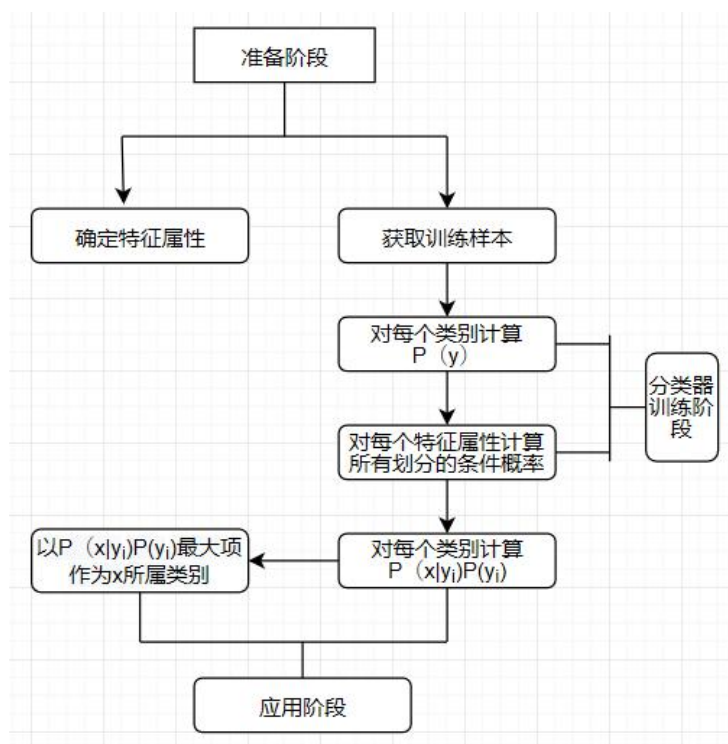 准备阶段
确定特征属性
获取训练样本
对每个类别计算
P（y）
分类器
训练阶
段
对每个特征属性计算
所有划分的条件概率
以P（x|yᵢ)P(yᵢ)最大项
作为x所属类别
对每个类别计算
P（x|yᵢ)P(yᵢ)
应用阶段